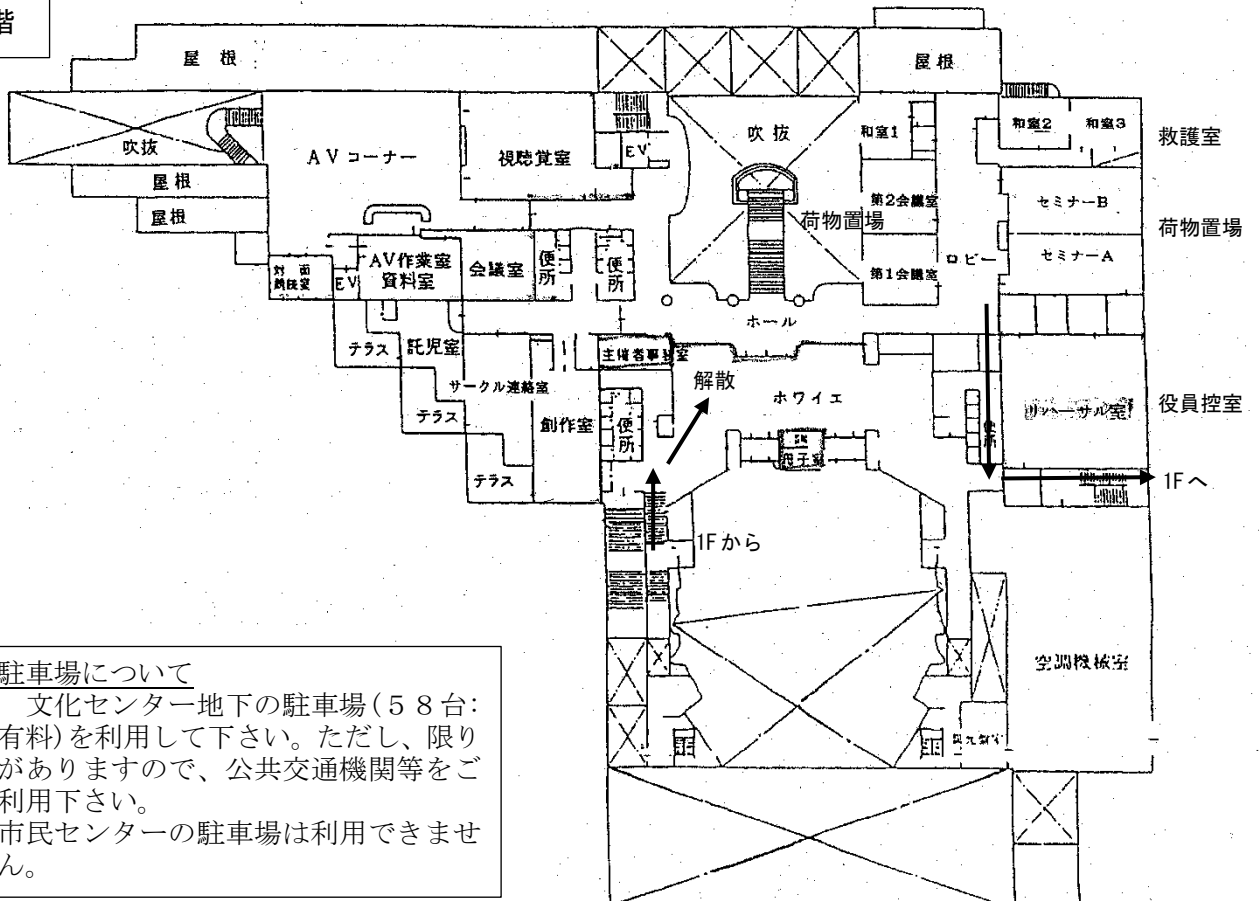 階
屋 根
屋 根
吹抜
AVコーナー
視聴覚室
EV
吹抜
和室1
和室2
和室3
救護室
屋根
屋根
荷物置場
第2会議室
セミナーB
荷物置場
AV作業室
資料室
会議室
便所
便所
第1会議室
ロビー
セミナーA
対 面
EV
ホール
テラス
託児室
主催者事務室
解散
サークル連絡室
ホワイエ
リハーサル室
役員控室
テラス
創作室
便所
便所
母子室
テラス
1Fへ
1Fから
空調機械室
駐車場について
文化センター地下の駐車場(58台:
有料)を利用して下さい。ただし、限り
がありますので、公共交通機関等をご
利用下さい。
市民センターの駐車場は利用できませ
ん。